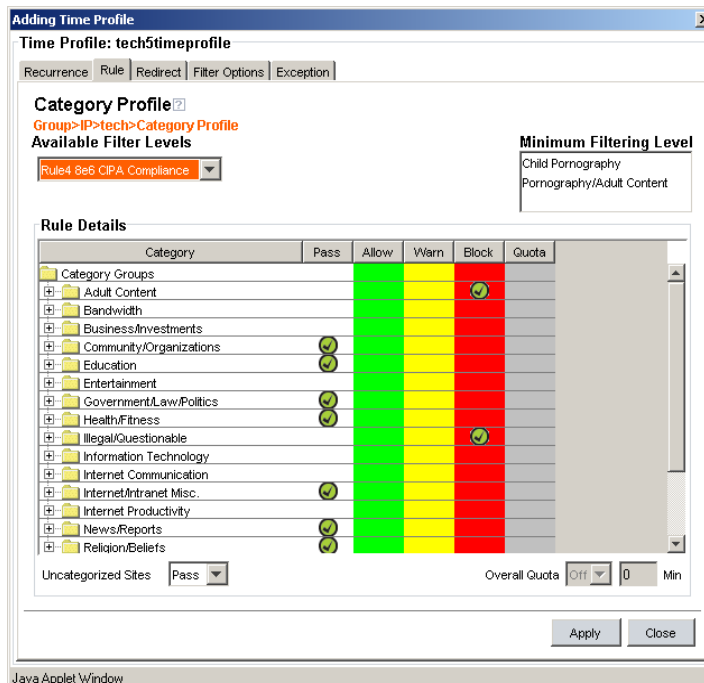 Adding Time Profile
Time Profile: tech5timeprofile
Recurrence Rule Redirect Filter Options Exception
Category Profile ?
Group>IP>tech>Category Profile
Available Filter Levels
Minimum Filtering Level
Rule4 8e6 CIPA Compliance
Child Pornography
Pornography/Adult Content
Rule Details
Category Pass Allow Warn Block Quota
Category Groups
Adult Content
Bandwidth
Business/Investments
Community/Organizations
Education
Entertainment
Government/Law/Politics
Health/Fitness
Illegal/Questionable
Information Technology
Internet Communication
Internet/Intranet Misc.
Internet Productivity
News/Reports
Religion/Beliefs
Uncategorized Sites Pass Overall Quota Off 0 Min
Apply Close
Java Applet Window